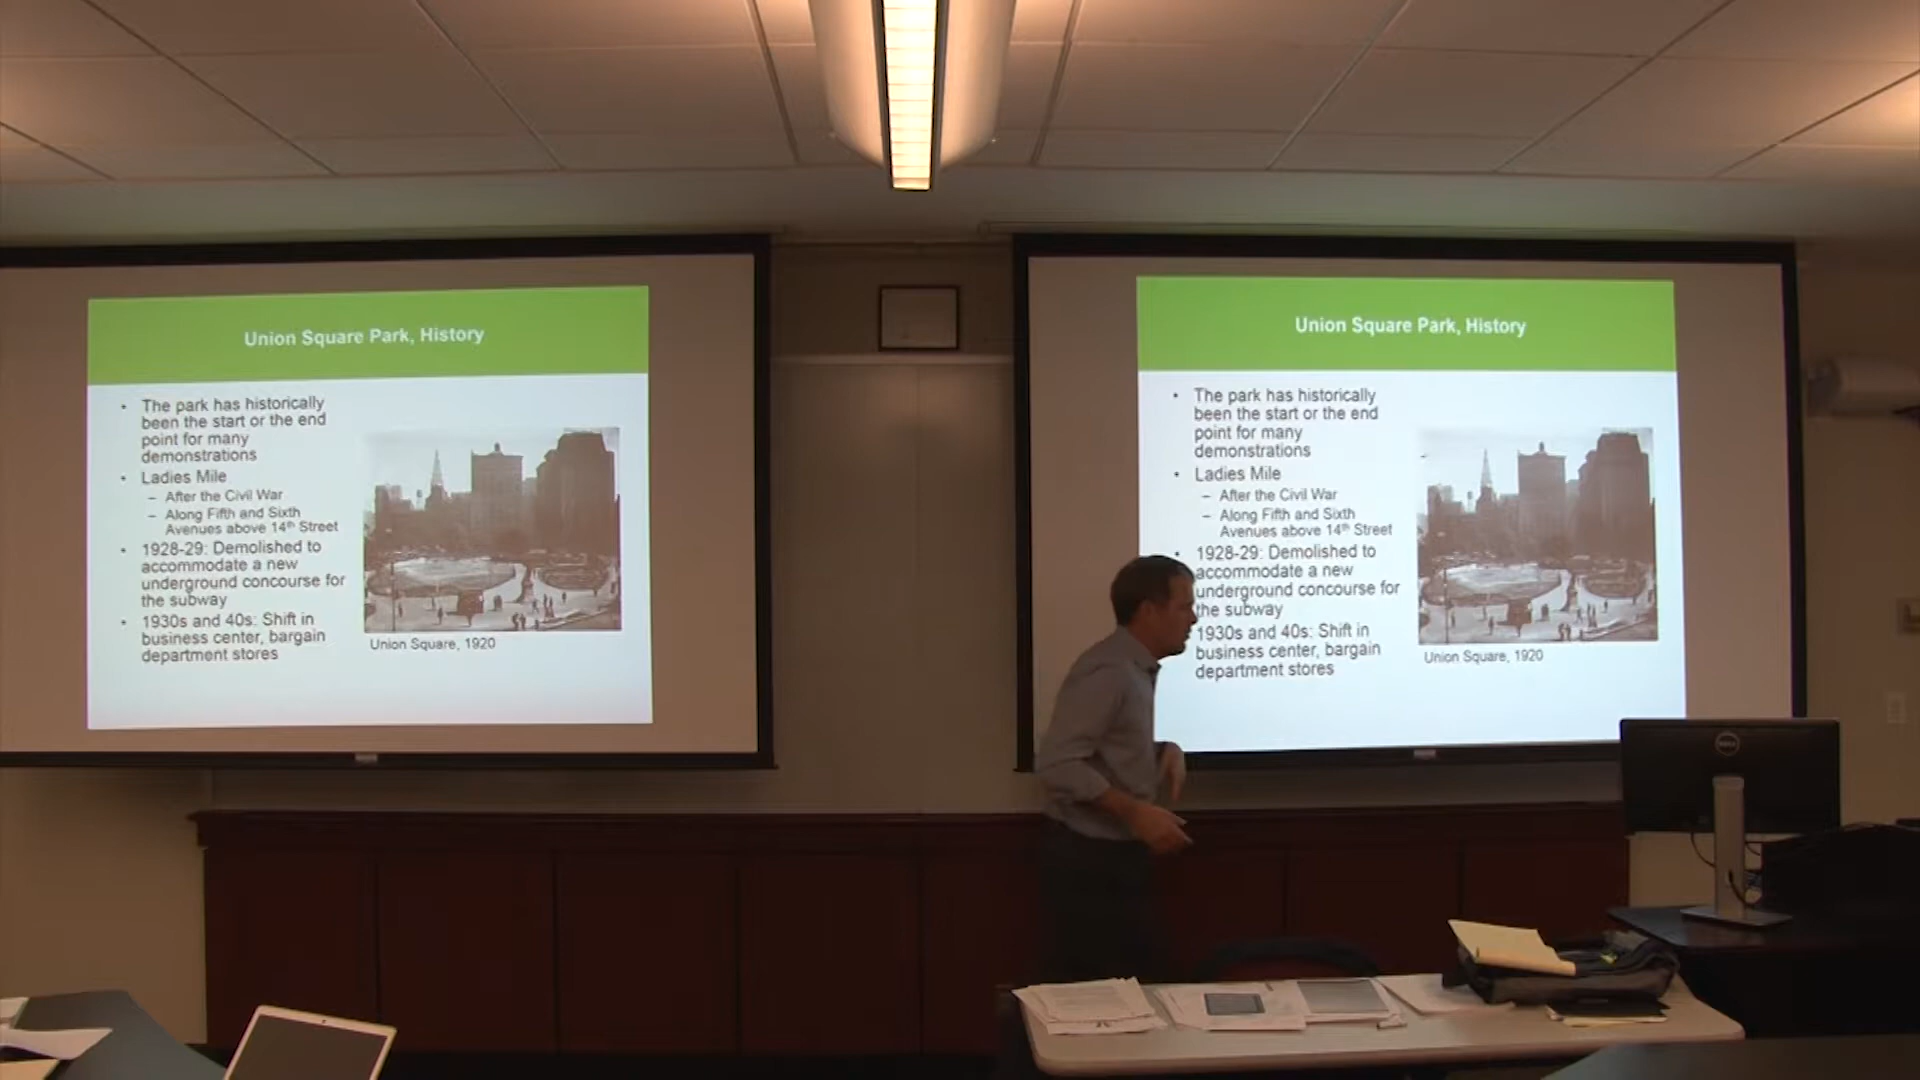 Union Square Park, History
• The park has historically
been the start or the end
point for many
demonstrations
• Ladies Mile
– After the Civil War
– Along Fifth and Sixth
Avenues above 14th Street
• 1928-29: Demolished to
accommodate a new
underground concourse for
the subway
• 1930s and 40s: Shift in
business center, bargain
department stores
Union Square, 1920
Union Square Park, History
• The park has historically
been the start or the end
point for many
demonstrations
• Ladies Mile
– After the Civil War
– Along Fifth and Sixth
Avenues above 14th Street
• 1928-29: Demolished to
accommodate a new
underground concourse for
the subway
1930s and 40s: Shift in
business center, bargain
department stores
Union Square, 1920
DELL